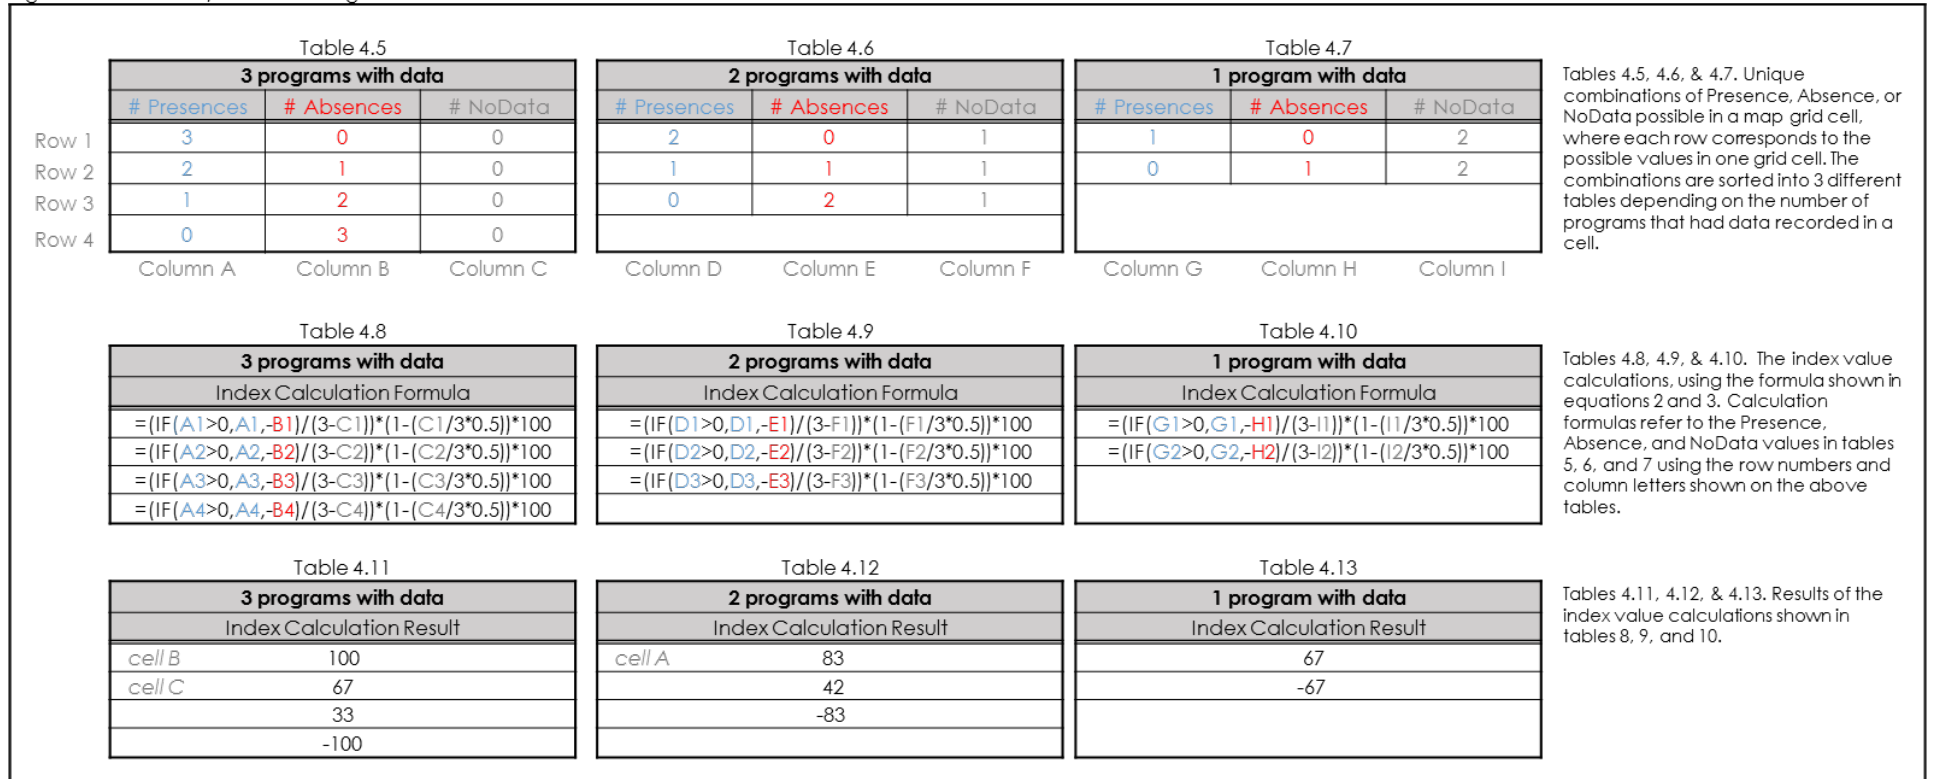 Table 4.5
3 programs with data
# Presences # Absences # NoData
Row 1 3 0 0
Row 2 2 1 0
Row 3 1 2 0
Row 4 0 3 0
Column A Column B Column C
Table 4.6
2 programs with data
# Presences # Absences # NoData
2 0 1
1 1 1
0 2 1
Column D Column E Column F
Table 4.7
1 program with data
# Presences # Absences # NoData
1 0 2
0 1 2
Column G Column H Column I
Tables 4.5, 4.6, & 4.7. Unique
combinations of Presence, Absence, or
NoData possible in a map grid cell,
where each row corresponds to the
possible values in one grid cell. The
combinations are sorted into 3 different
tables depending on the number of
programs that had data recorded in a
cell.
Table 4.8
3 programs with data
Index Calculation Formula
=(IF(A1>0,A1,-B1)/(3-C1))*(1-(C1/3*0.5))*100
=(IF(A2>0,A2,-B2)/(3-C2))*(1-(C2/3*0.5))*100
=(IF(A3>0,A3,-B3)/(3-C3))*(1-(C3/3*0.5))*100
=(IF(A4>0,A4,-B4)/(3-C4))*(1-(C4/3*0.5))*100
Table 4.9
2 programs with data
Index Calculation Formula
=(IF(D1>0,D1,-E1)/(3-F1))*(1-(F1/3*0.5))*100
=(IF(D2>0,D2,-E2)/(3-F2))*(1-(F2/3*0.5))*100
=(IF(D3>0,D3,-E3)/(3-F3))*(1-(F3/3*0.5))*100
Table 4.10
1 program with data
Index Calculation Formula
=(IF(G1>0,G1,-H1)/(3-I1))*(1-(I1/3*0.5))*100
=(IF(G2>0,G2,-H2)/(3-I2))*(1-(I2/3*0.5))*100
Tables 4.8, 4.9, & 4.10. The index value
calculations, using the formula shown in
equations 2 and 3. Calculation
formulas refer to the Presence,
Absence, and NoData values in tables
5, 6, and 7 using the row numbers and
column letters shown on the above
tables.
Table 4.11
3 programs with data
Index Calculation Result
cell B 100
cell C 67
33
-100
Table 4.12
2 programs with data
Index Calculation Result
cell A 83
42
-83
Table 4.13
1 program with data
Index Calculation Result
67
-67
Tables 4.11, 4.12, & 4.13. Results of the
index value calculations shown in
tables 8, 9, and 10.